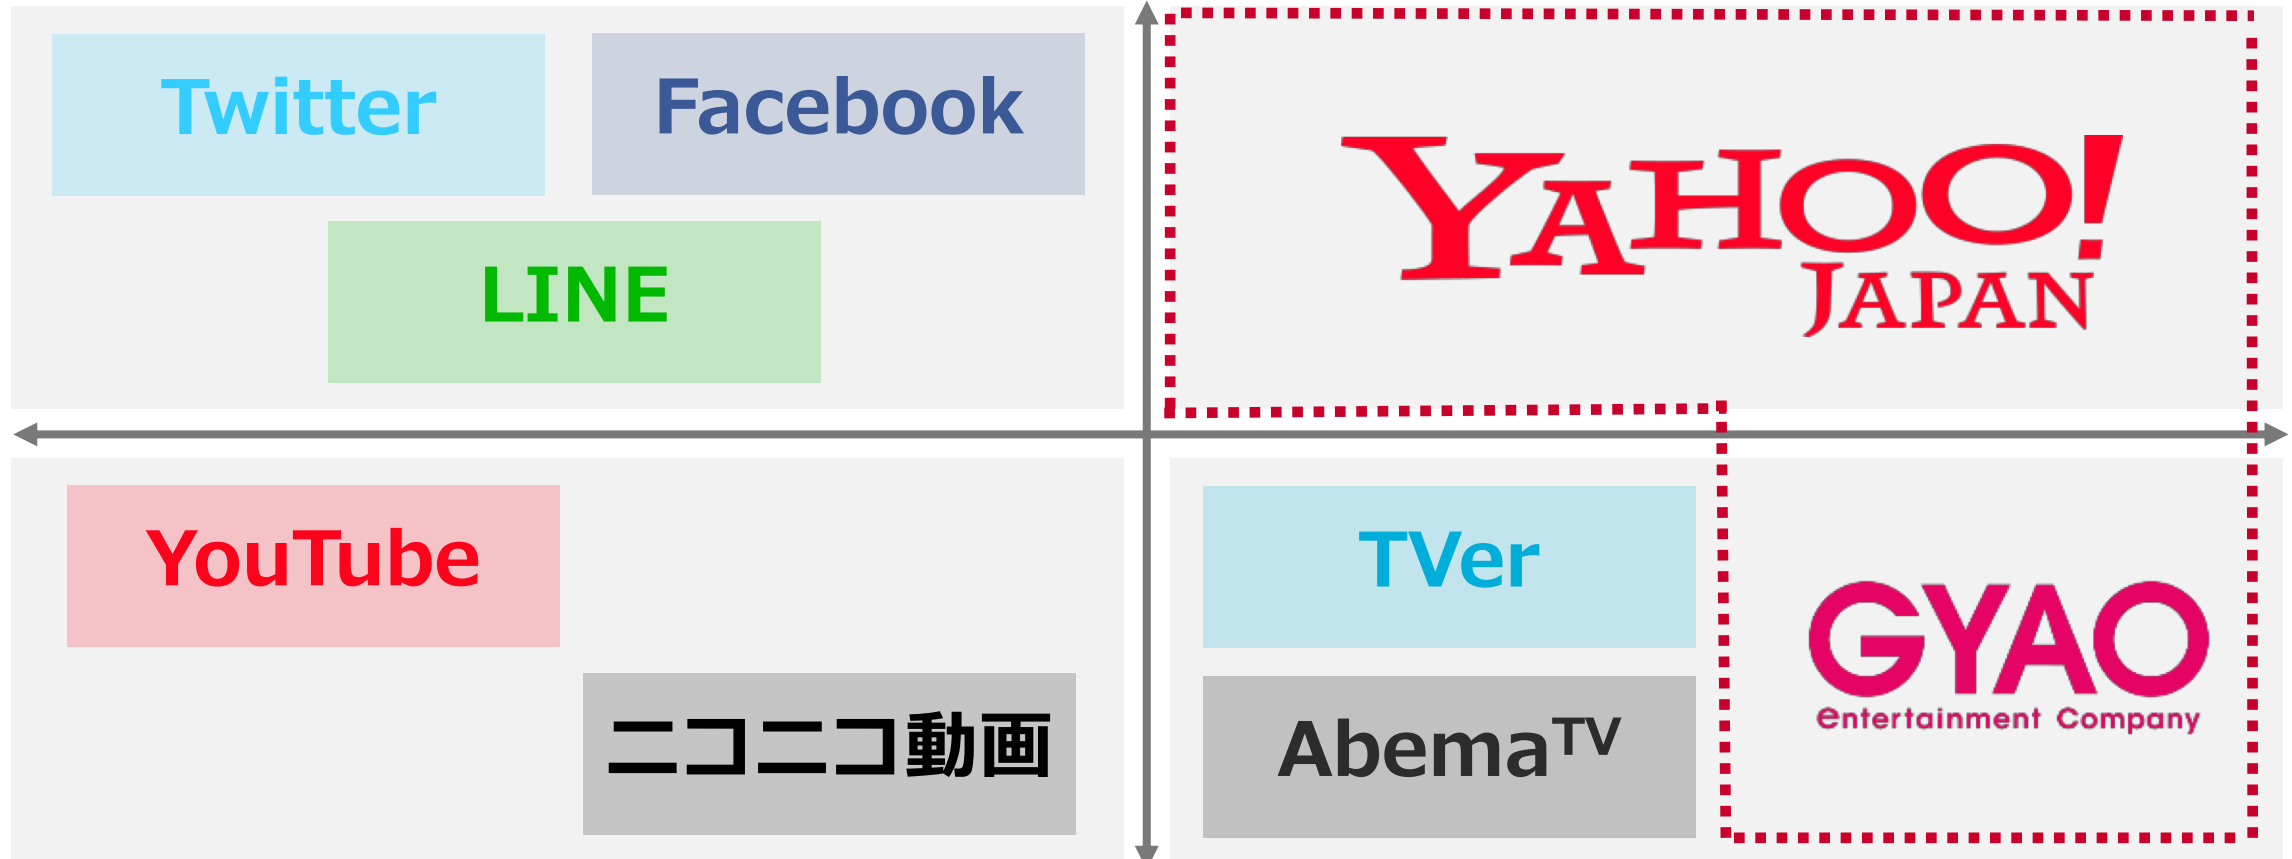 Twitter
Facebook
LINE
YAHOO!
JAPAN
YouTube
ニコニコ動画
TVer
AbemaTV
GYAO
entertainment Company